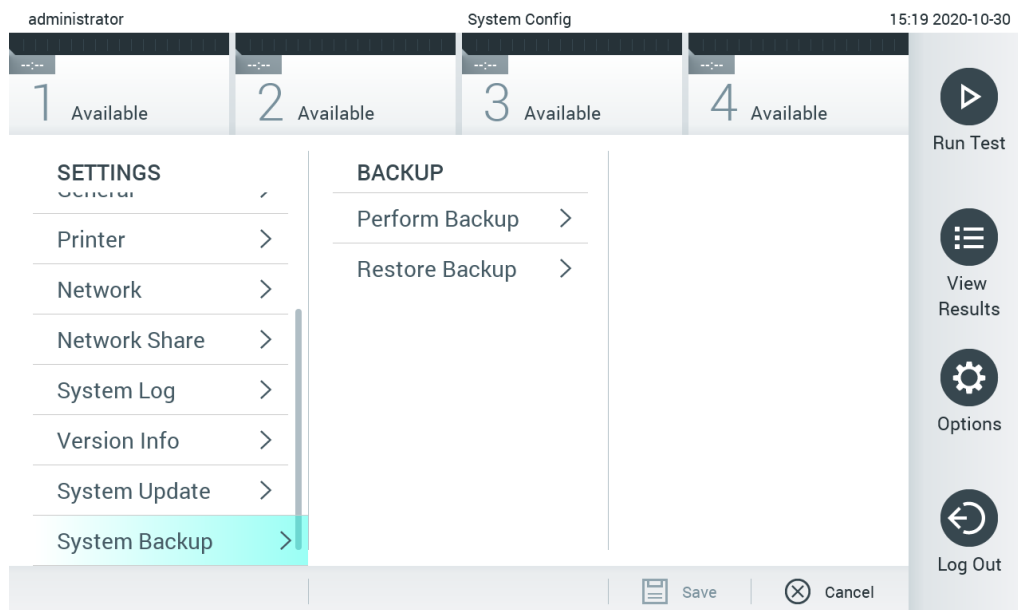 administrator System Config 15:19 2020-10-30
--:-- --:-- --:-- --:--
1 Available 2 Available 3 Available 4 Available
Run Test
SETTINGS
General
Printer
Network
Network Share
System Log
Version Info
System Update
System Backup
BACKUP
Perform Backup
Restore Backup
View
Results
Options
Log Out
Save Cancel